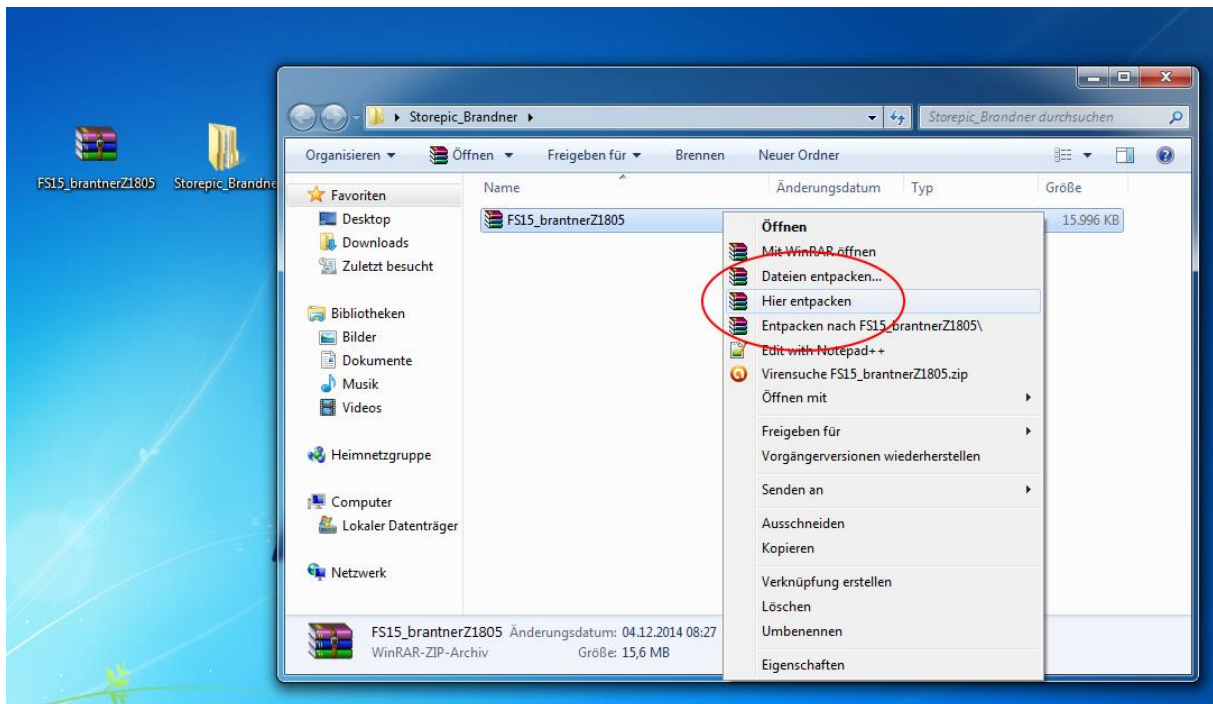 FS15_brantnerZ1805
Storepic_Brandne
Storepic_Brandner
Storepic_Brandner durchsuchen
Organisieren
Öffnen
Freigeben für
Brennen
Neuer Ordner
Favoriten
Desktop
Downloads
Zuletzt besucht
Bibliotheken
Bilder
Dokumente
Musik
Videos
Heimnetzgruppe
Computer
Lokaler Datenträger
Netzwerk
Name
Änderungsdatum
Typ
Größe
FS15_brantnerZ1805
15.996 KB
Öffnen
Mit WinRAR öffnen
Dateien entpacken...
Hier entpacken
Entpacken nach FS15_brantnerZ1805\
Edit with Notepad++
Virensuche FS15_brantnerZ1805.zip
Öffnen mit
Freigeben für
Vorgängerversionen wiederherstellen
Senden an
Ausschneiden
Kopieren
Verknüpfung erstellen
Löschen
Umbenennen
Eigenschaften
FS15_brantnerZ1805 Änderungsdatum: 04.12.2014 08:27
WinRAR-ZIP-Archiv Größe: 15,6 MB